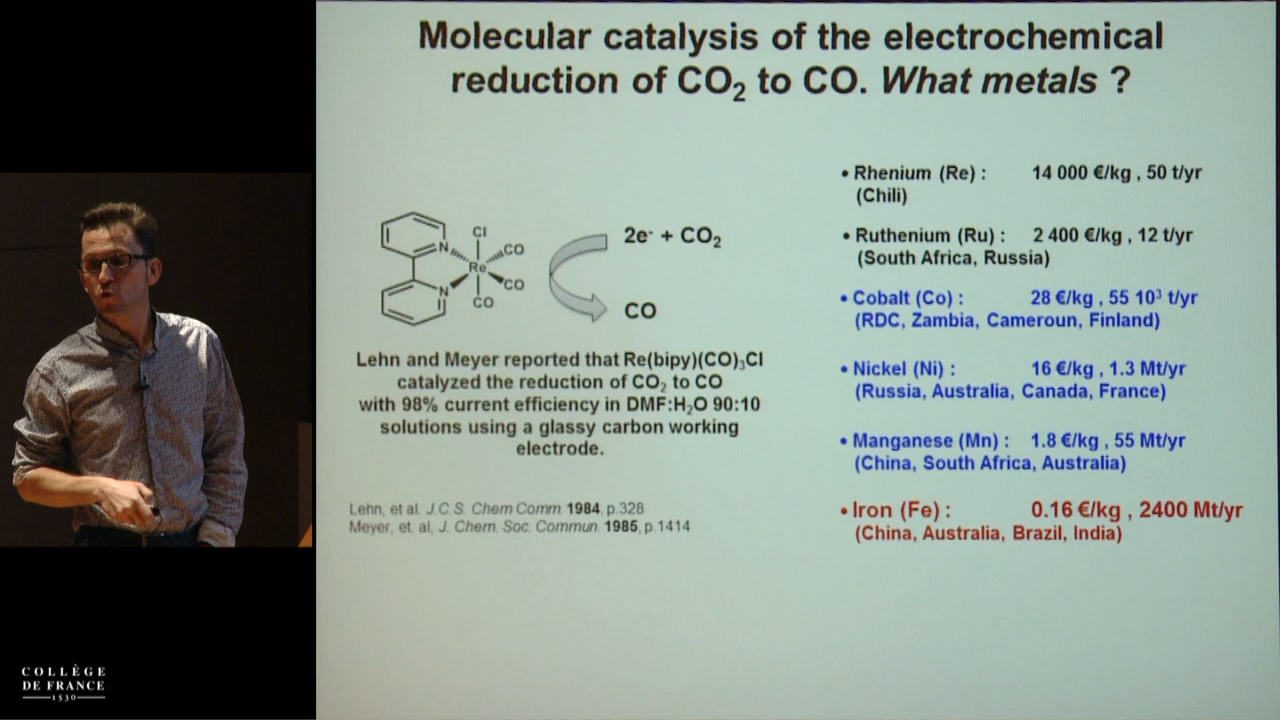 Molecular catalysis of the electrochemical
reduction of CO₂ to CO. What metals ?
Cl
N
CO
Re
CO
N
CO
2e⁻ + CO₂
CO
Lehn and Meyer reported that Re(bipy)(CO)₃Cl
catalyzed the reduction of CO₂ to CO
with 98% current efficiency in DMF:H₂O 90:10
solutions using a glassy carbon working
electrode.
Lehn, et al. J.C.S. Chem Comm. 1984, p.328
Meyer, et. al, J. Chem. Soc. Commun. 1985, p.1414
• Rhenium (Re) : 14 000 €/kg , 50 t/yr
(Chili)
• Ruthenium (Ru) : 2 400 €/kg , 12 t/yr
(South Africa, Russia)
• Cobalt (Co) : 28 €/kg , 55 10³ t/yr
(RDC, Zambia, Cameroun, Finland)
• Nickel (Ni) : 16 €/kg , 1.3 Mt/yr
(Russia, Australia, Canada, France)
• Manganese (Mn) : 1.8 €/kg , 55 Mt/yr
(China, South Africa, Australia)
• Iron (Fe) : 0.16 €/kg , 2400 Mt/yr
(China, Australia, Brazil, India)
COLLÈGE
DE FRANCE
1530